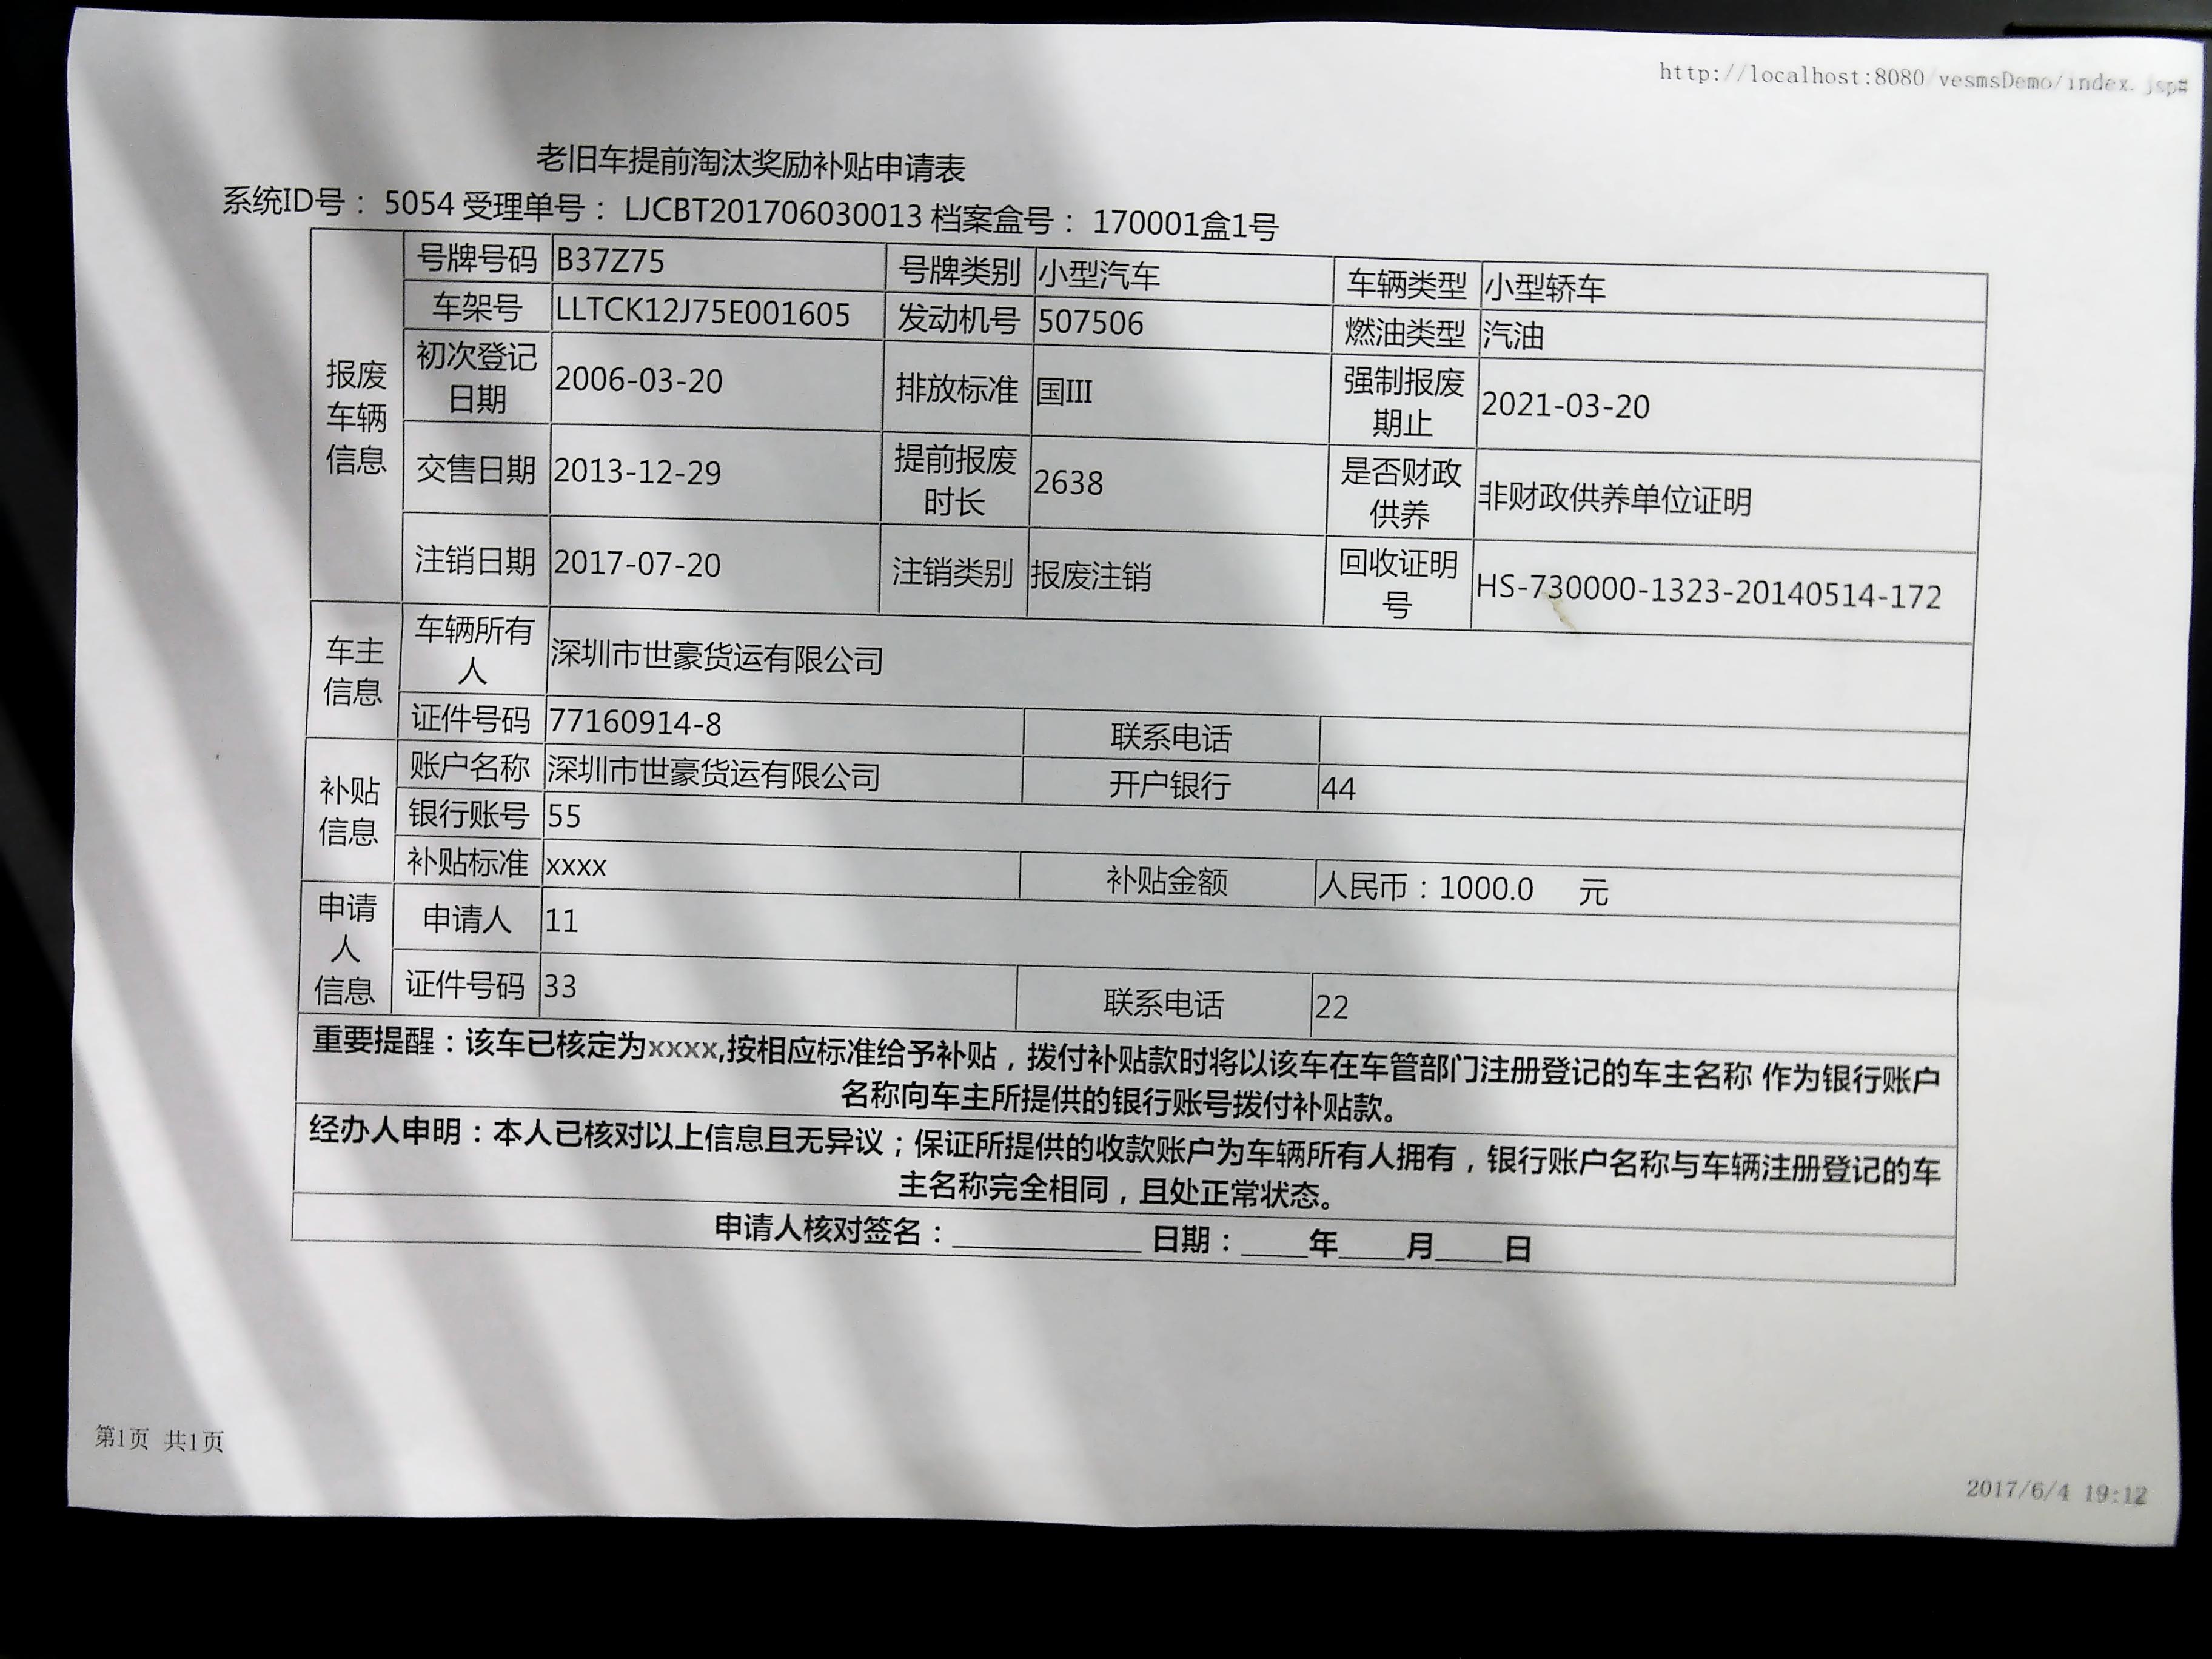 http://localhost:8080/vesmsDemo/index.jsp#
老旧车提前淘汰奖励补贴申请表
系统ID号： 5054 受理单号： LJCBT201706030013 档案盒号： 170001盒1号
报废车辆信息
号牌号码 B37Z75 号牌类别 小型汽车 车辆类型 小型轿车
车架号 LLTCK12J75E001605 发动机号 507506 燃油类型 汽油
初次登记日期 2006-03-20 排放标准 国III 强制报废期止 2021-03-20
交售日期 2013-12-29 提前报废时长 2638 是否财政供养 非财政供养单位证明
注销日期 2017-07-20 注销类别 报废注销 回收证明号 HS-730000-1323-20140514-172
车主信息
车辆所有人 深圳市世豪货运有限公司
证件号码 77160914-8 联系电话
补贴信息
账户名称 深圳市世豪货运有限公司 开户银行 44
银行账号 55
补贴标准 xxxx 补贴金额 人民币：1000.0 元
申请人信息
申请人 11
证件号码 33 联系电话 22
重要提醒：该车已核定为xxxx,按相应标准给予补贴，拨付补贴款时将以该车在车管部门注册登记的车主名称 作为银行账户
名称向车主所提供的银行账号拨付补贴款。
经办人申明：本人已核对以上信息且无异议；保证所提供的收款账户为车辆所有人拥有，银行账户名称与车辆注册登记的车
主名称完全相同，且处正常状态。
申请人核对签名：__________ 日期：____年____月____日
第1页 共1页
2017/6/4 19:12